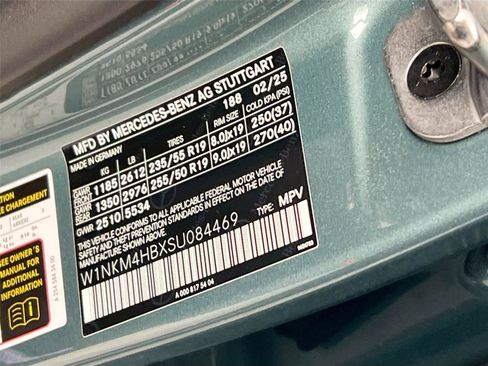 MFD BY MERCEDES-BENZ AG STUTTGART
MADE IN GERMANY 188 02/25
KG LB TIRES RIM SIZE COLD KPA (PSI)
GAWR FRONT 1185 2612 235/55 R19 8.0Jx19 250(37)
GAWR REAR 1350 2976 255/50 R19 9.0Jx19 270(40)
GVWR 2510 5534
THIS VEHICLE CONFORMS TO ALL APPLICABLE FEDERAL MOTOR VEHICLE
SAFETY STANDARDS IN EFFECT ON THE DATE OF MANUFACTURE SHOWN ABOVE
W1NKM4HBXSU084469 TYPE: MPV
A 000 817 54 04
SEE OWNER'S
MANUAL FOR
ADDITIONAL
INFORMATION